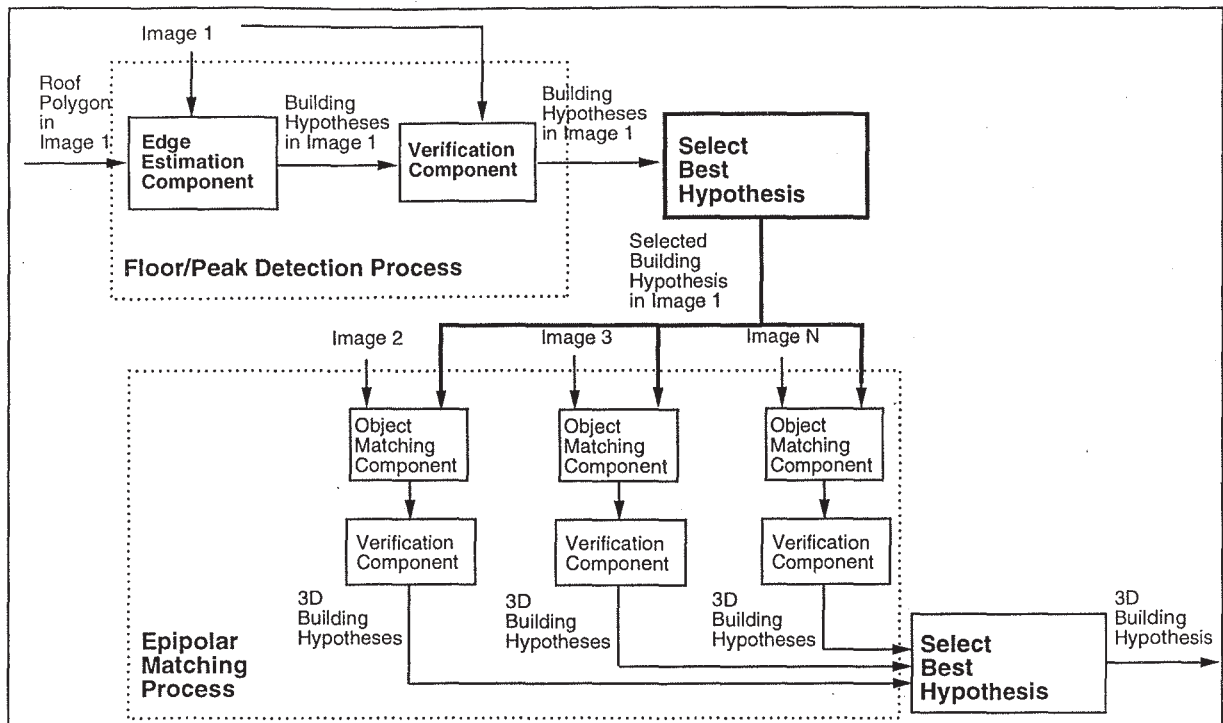 Image 1
Roof
Polygon
in
Image 1
Edge
Estimation
Component
Building
Hypotheses
in Image 1
Verification
Component
Building
Hypotheses
in Image 1
Select
Best
Hypothesis
Floor/Peak Detection Process
Selected
Building
Hypothesis
in Image 1
Image 2
Image 3
Image N
Object
Matching
Component
Object
Matching
Component
Object
Matching
Component
Verification
Component
Verification
Component
Verification
Component
3D
Building
Hypotheses
3D
Building
Hypotheses
3D
Building
Hypotheses
Epipolar
Matching
Process
Select
Best
Hypothesis
3D
Building
Hypothesis